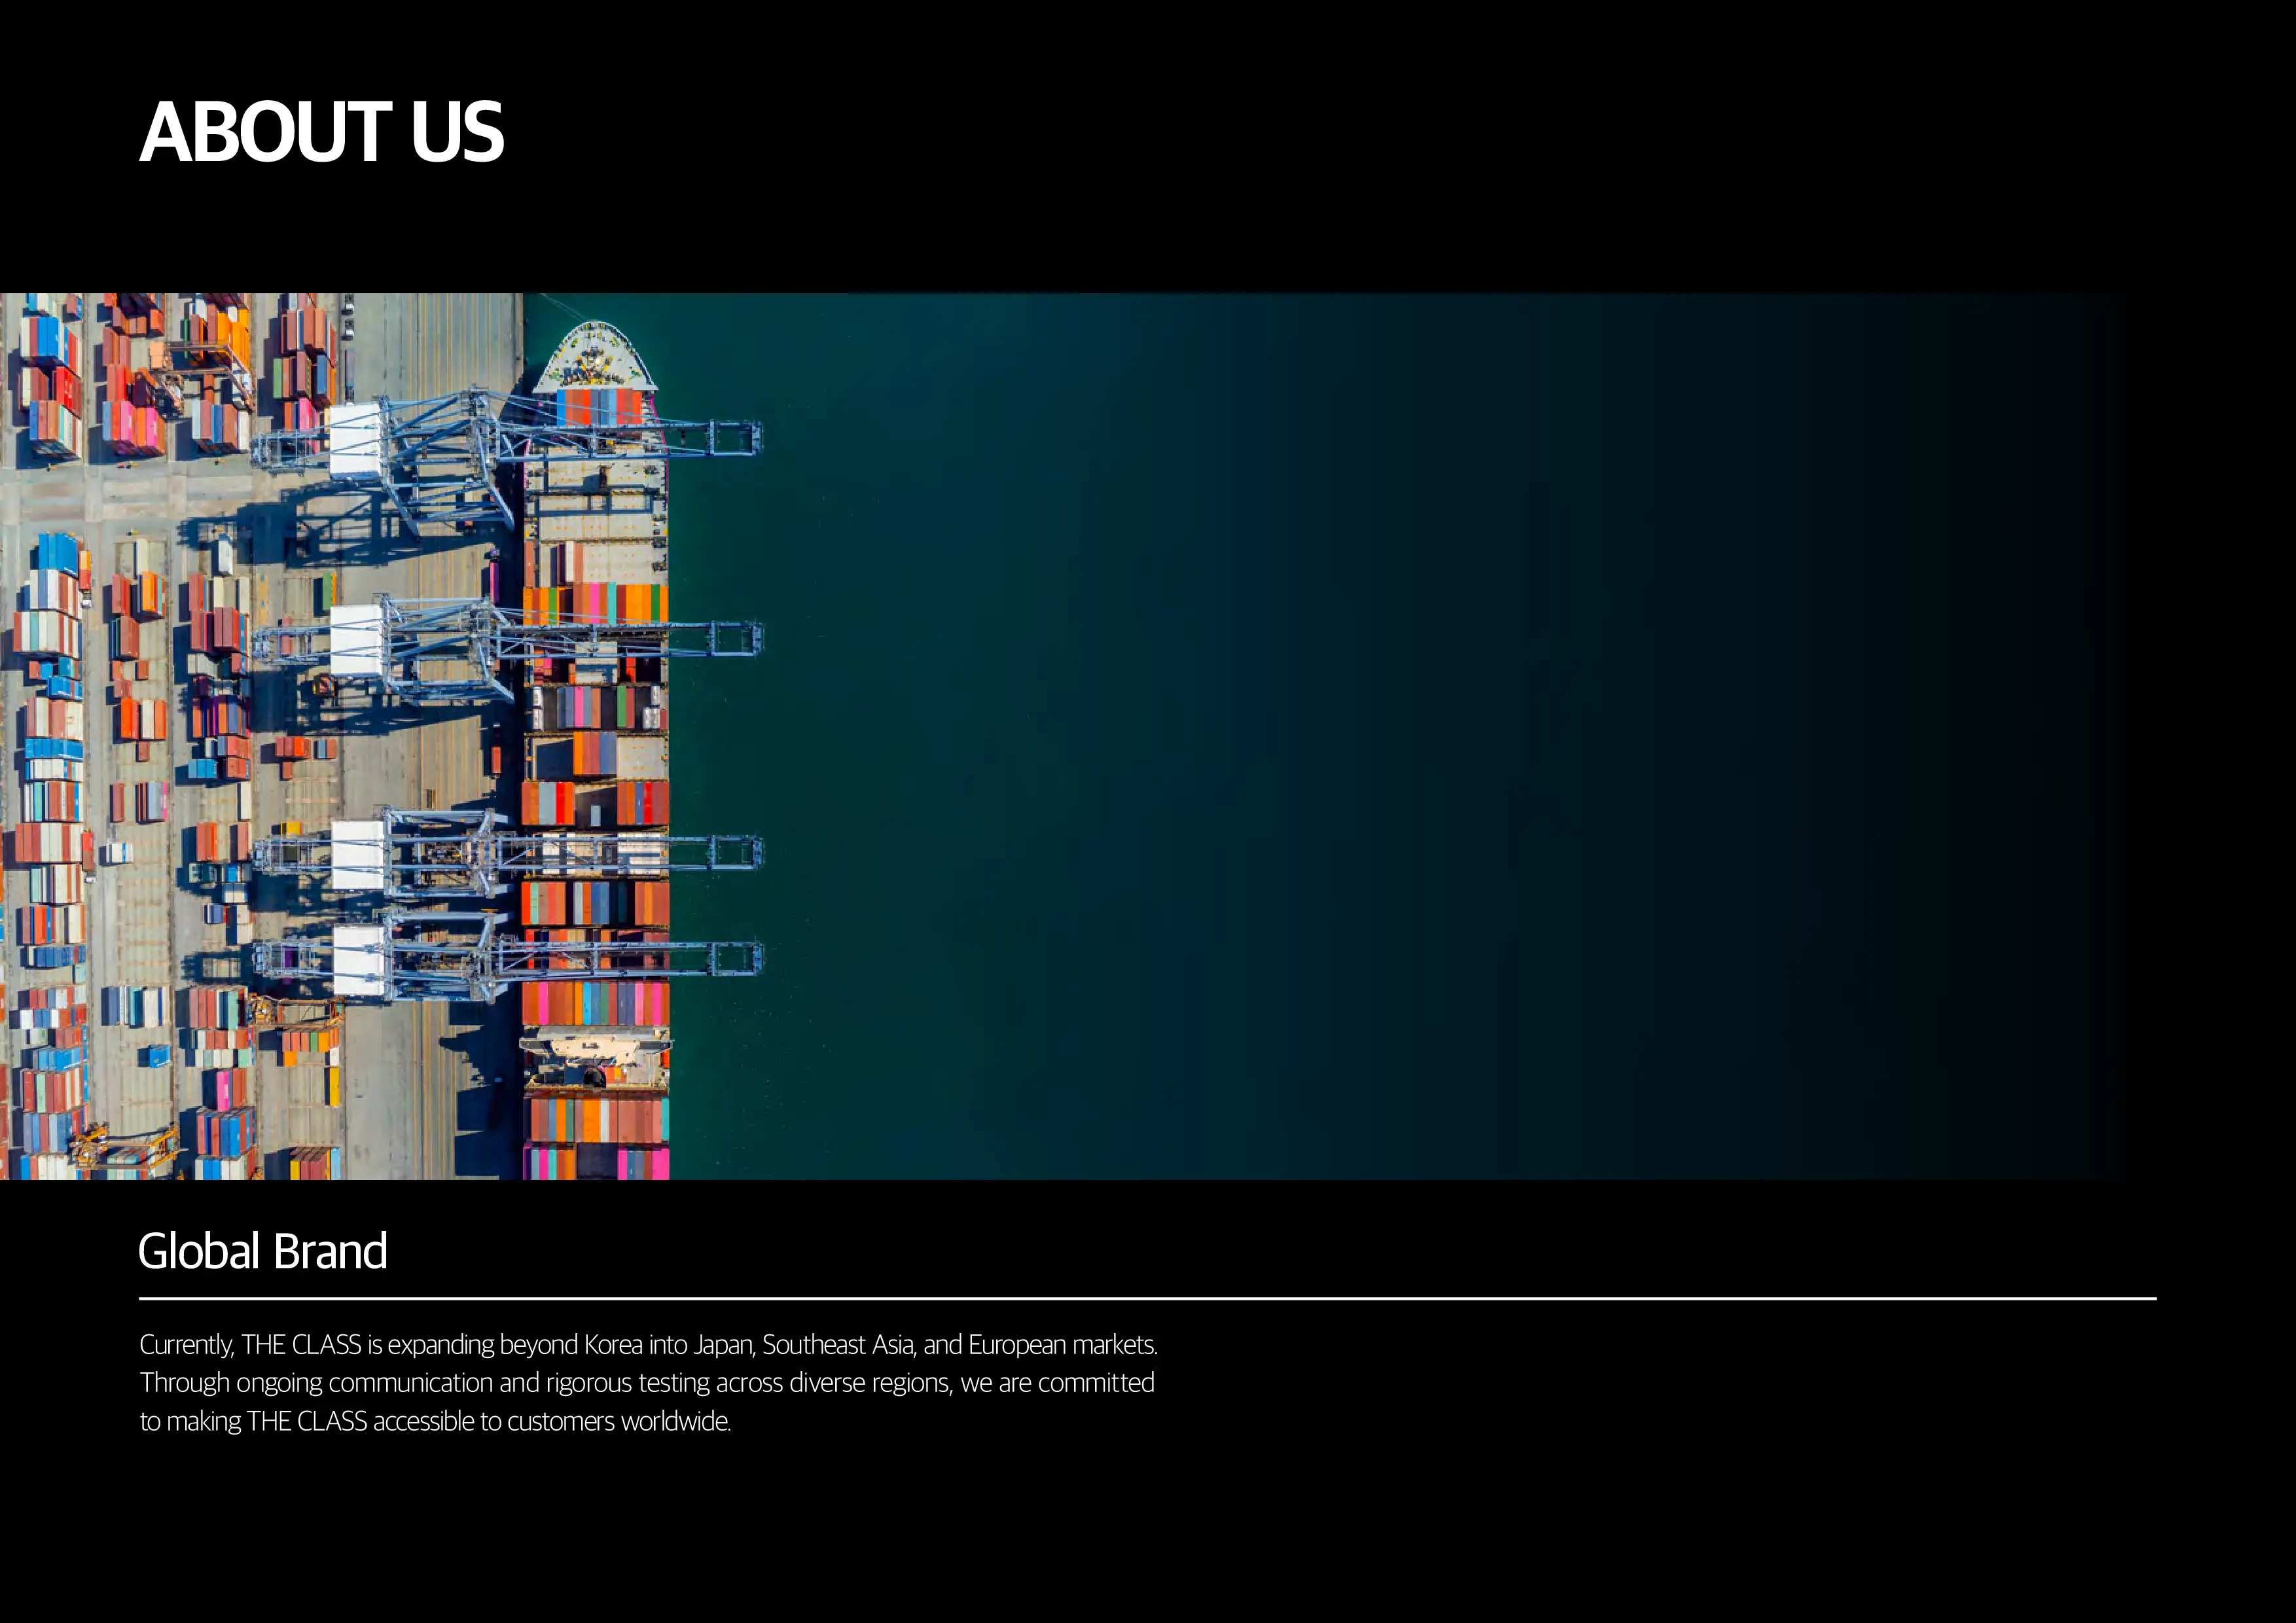 ABOUT US
Global Brand
Currently, THE CLASS is expanding beyond Korea into Japan, Southeast Asia, and European markets.
Through ongoing communication and rigorous testing across diverse regions, we are committed
to making THE CLASS accessible to customers worldwide.